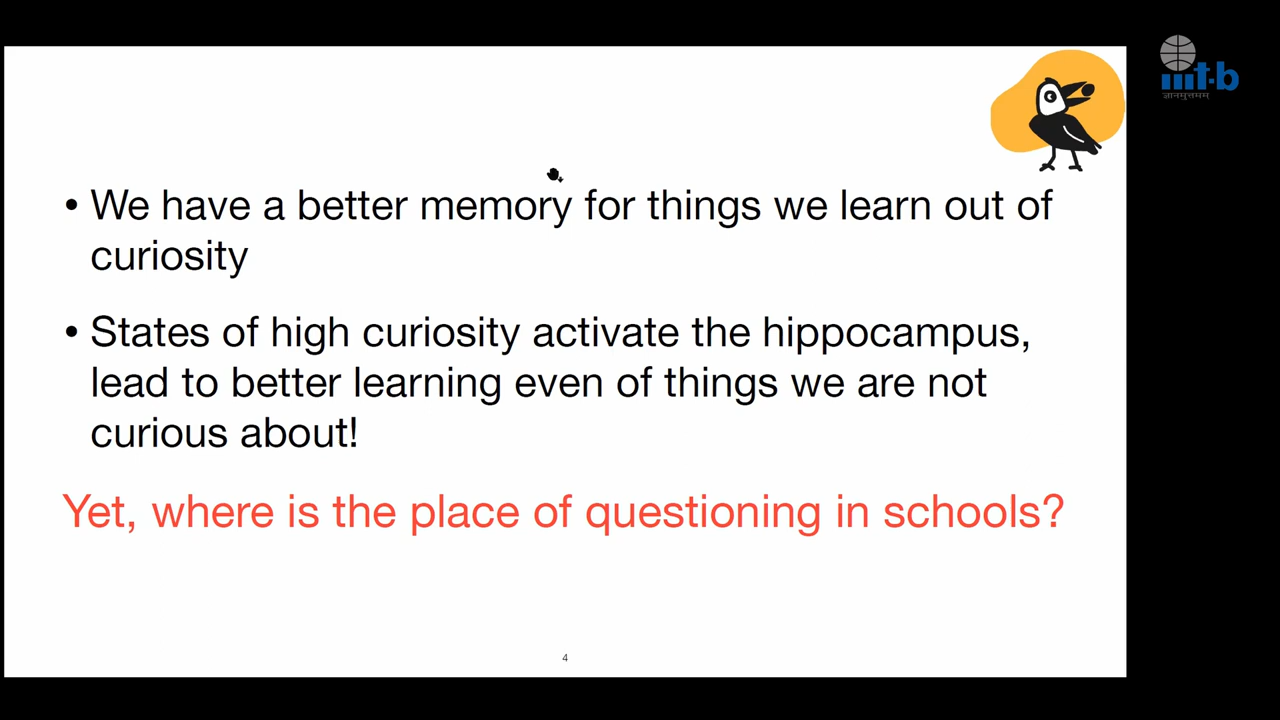 iiit-b
ज्ञानमुत्तमम्
• We have a better memory for things we learn out of
curiosity
• States of high curiosity activate the hippocampus,
lead to better learning even of things we are not
curious about!
Yet, where is the place of questioning in schools?
4